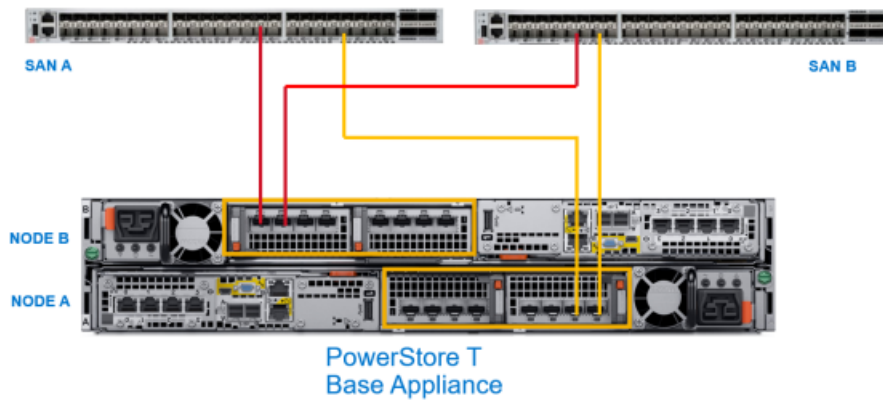 SAN A
SAN B
NODE B
NODE A
PowerStore T
Base Appliance